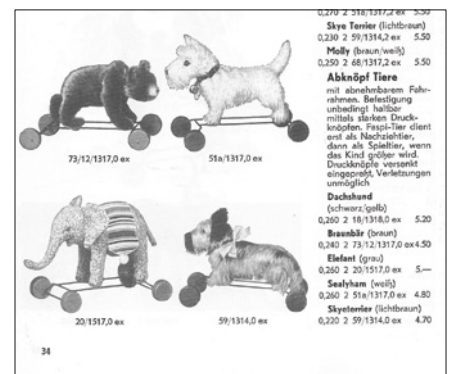 0,270 2 51a/1317,2 ex 5.50
Skye Terrier (lichtbraun)
0,230 2 59/1314,2 ex 5.50
Molly (braun/weiß)
0,250 2 68/1317,2 ex 5.50
Abknöpf Tiere
mit abnehmbarem Fahr-
rahmen. Befestigung
unbedingt haltbar
mittels starken Druck-
knöpfen. Faspi-Tier dient
erst als Nachziehtier,
dann als Spieltier, wenn
das Kind größer wird.
Druckknöpfe versenkt
eingepreßt, Verletzungen
unmöglich
Dachshund
(schwarz/gelb)
0,260 2 18/1318,0 ex 5.20
Braunbär (braun)
0,240 2 73/12/1317,0 ex 4.50
Elefant (grau)
0,260 2 20/1517,0 ex 5.—
Sealyham (weiß)
0,260 2 51a/1317,0 ex 4.80
Skyeterrier (lichtbraun)
0,220 2 59/1314,0 ex 4.70
73/12/1317,0 ex
51a/1317,0 ex
20/1517,0 ex
59/1314,0 ex
34